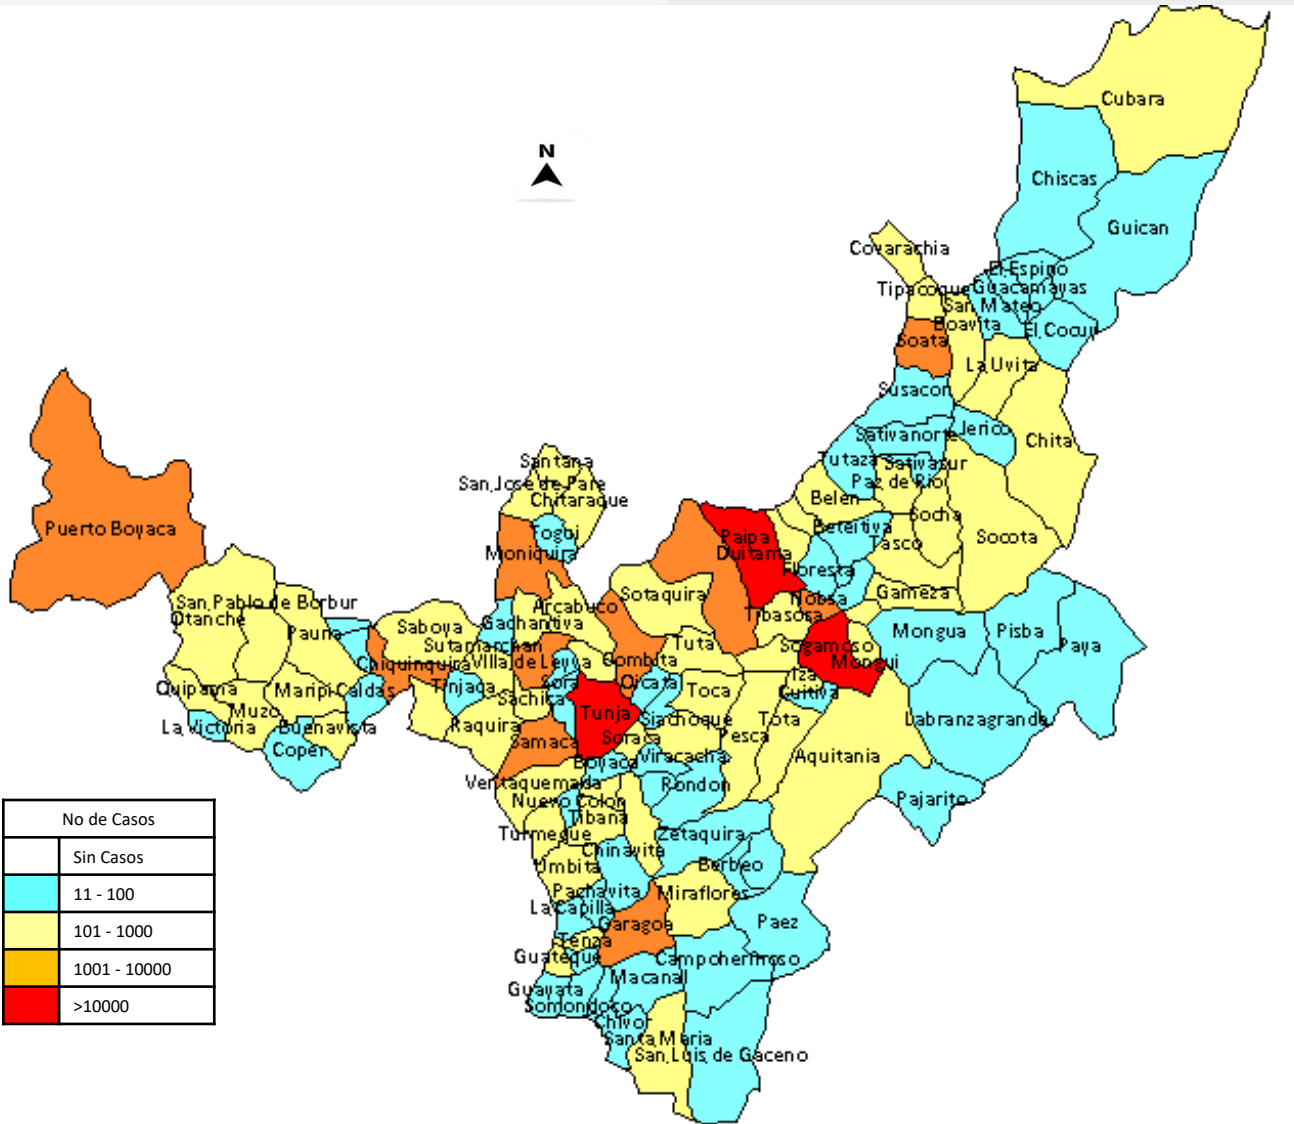 Cubara
N
Chiscas
Guican
Covarachia
El Espino
Tipacoque
Guacamayas
San Mateo
Boavita
El Cocuy
Soata
La Uvita
Susacon
Jerico
Sativanorte
Chita
Santana
Tutaza
Sativasur
San Jose de Pare
Paz de Rio
Chitaraque
Belen
Socha
Puerto Boyaca
Togui
Paipa
Beteitiva
Socota
Moniquira
Duitama
Tasco
Floresta
San Pablo de Borbur
Nobsa
Gameza
Otanche
Arcabuco
Sotaquira
Tibasosa
Pauna
Saboya
Gachantiva
Mongua
Pisba
Paya
Sutamarchan
Tuta
Sogamoso
Chiquinquira
VIlla de Leyva
Combita
Mongui
Iza
Quipama
Maripi
Caldas
Tinjaca
Sora
Oicata
Toca
Cuitiva
Sachica
Muzo
Tunja
Siachoque
Tota
Labranzagrande
La Victoria
Buenavista
Raquira
Soraca
Pesca
Coper
Samaca
Boyaca
Viracacha
Aquitania
Ventaquemada
Rondon
Pajarito
Nuevo Colon
Tibana
No de Casos
Turmeque
Zetaquira
Sin Casos
Chinavita
Umbita
Berbeo
11 - 100
Pachavita
Miraflores
La Capilla
Garagoa
Paez
101 - 1000
Tenza
Guateque
Campohermoso
1001 - 10000
Macanal
Guayata
Somondoco
>10000
Chivor
Santa Maria
San Luis de Gaceno